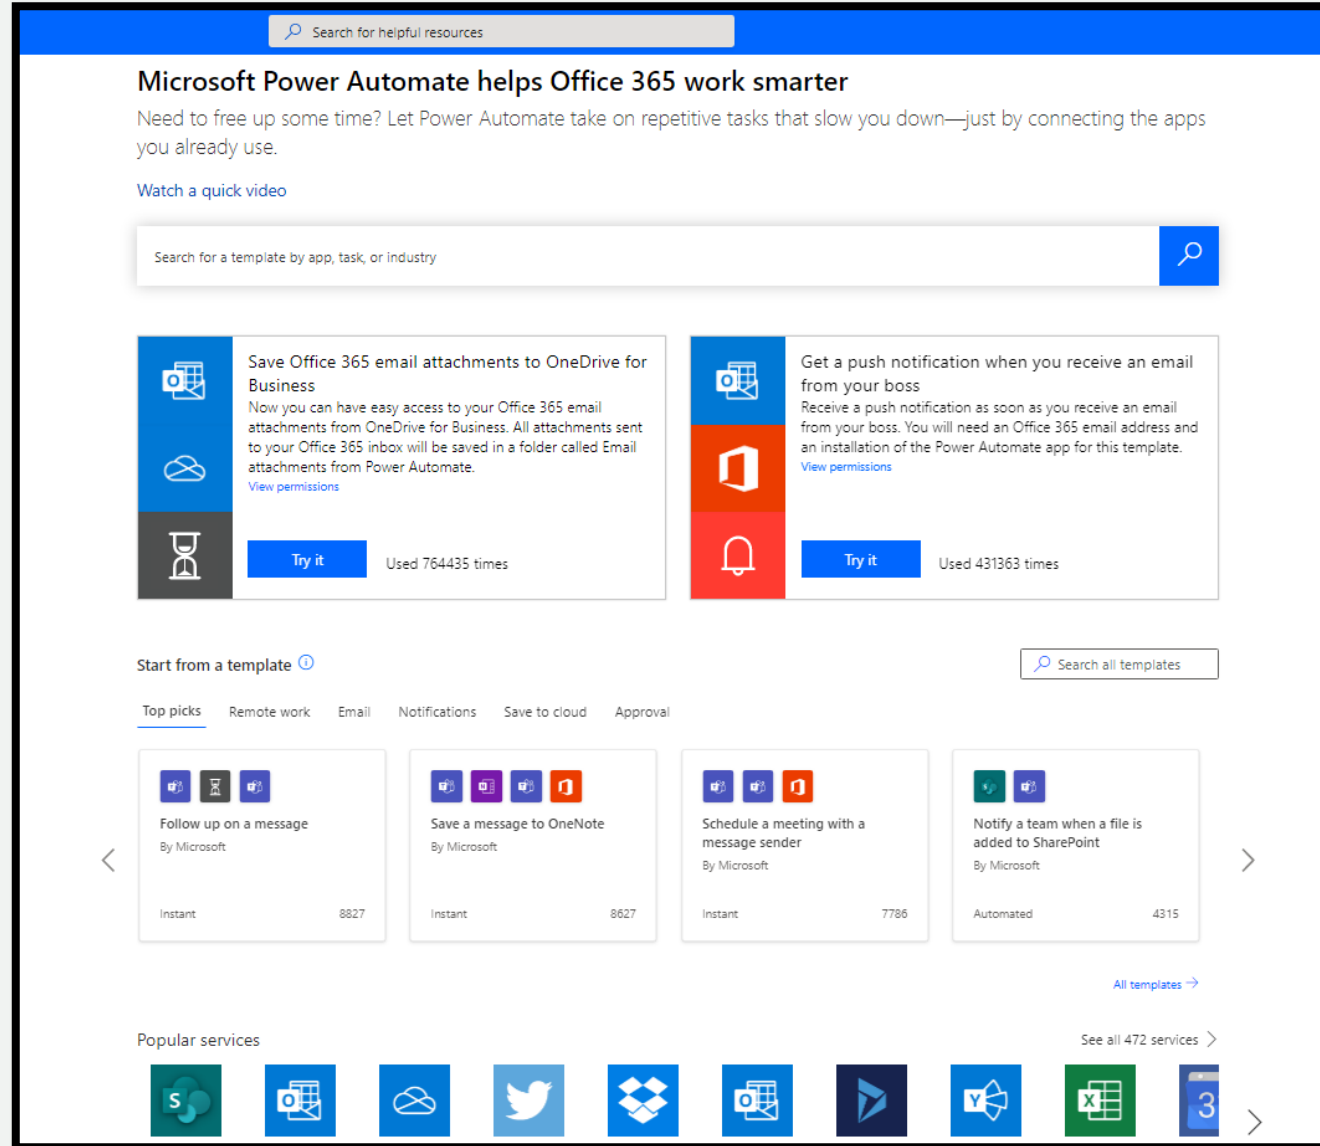 Search for helpful resources
Microsoft Power Automate helps Office 365 work smarter
Need to free up some time? Let Power Automate take on repetitive tasks that slow you down—just by connecting the apps
you already use.
Watch a quick video
Search for a template by app, task, or industry
Save Office 365 email attachments to OneDrive for
Business
Now you can have easy access to your Office 365 email
attachments from OneDrive for Business. All attachments sent
to your Office 365 inbox will be saved in a folder called Email
attachments from Power Automate.
View permissions
Try it
Used 764435 times
Get a push notification when you receive an email
from your boss
Receive a push notification as soon as you receive an email
from your boss. You will need an Office 365 email address and
an installation of the Power Automate app for this template.
View permissions
Try it
Used 431363 times
Start from a template
Search all templates
Top picks
Remote work
Email
Notifications
Save to cloud
Approval
Follow up on a message
By Microsoft
Instant
8827
Save a message to OneNote
By Microsoft
Instant
8627
Schedule a meeting with a
message sender
By Microsoft
Instant
7786
Notify a team when a file is
added to SharePoint
By Microsoft
Automated
4315
All templates
Popular services
See all 472 services